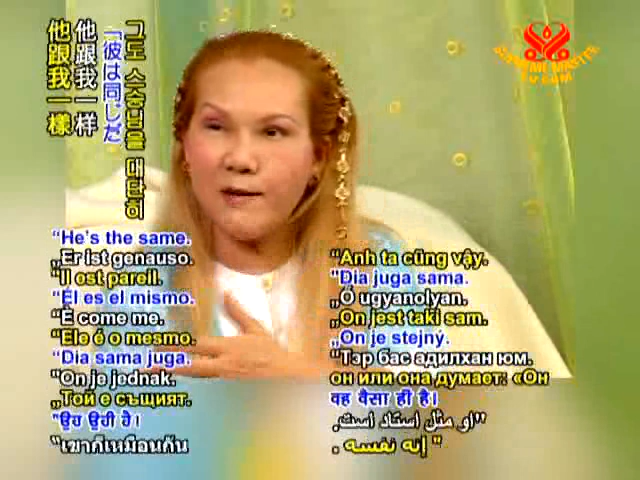 SUPREME MASTER
TV.COM
그도 스승님을 대단히
「彼は同じだ
他跟我一样
他跟我一樣
“He's the same.
„Er ist genauso.
"Il est pareil.
“Él es el mismo.
“È come me.
“Ele é o mesmo.
“Dia sama juga.
"On je jednak.
„Той е същият.
"ਉਹ ਉਹੀ ਹੈ।
“เขาก็เหมือนกัน
“Anh ta cũng vậy.
"Dia juga sama.
„Ő ugyanolyan.
„On jest taki sam.
„On je stejný.
“Тэр бас адилхан юм.
он или она думает: «Он
वह वैसा ही है।
"او مثل استاد است.
" إنه نفسه .